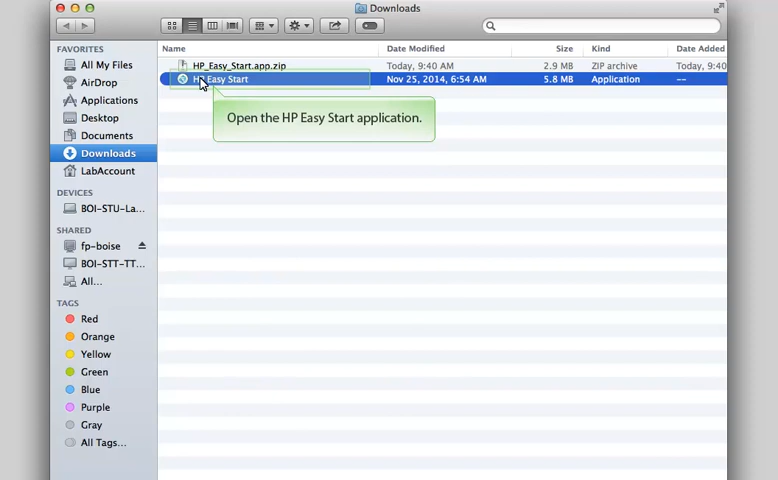 Downloads
FAVORITES
All My Files
AirDrop
Applications
Desktop
Documents
Downloads
LabAccount
DEVICES
BOI-STU-La...
SHARED
fp-boise
BOI-STT-TT...
All...
TAGS
Red
Orange
Yellow
Green
Blue
Purple
Gray
All Tags...
Name Date Modified Size Kind Date Added
HP_Easy_Start.app.zip Today, 9:40 AM 2.9 MB ZIP archive Today, 9:40
HP Easy Start Nov 25, 2014, 6:54 AM 5.8 MB Application --
Open the HP Easy Start application.